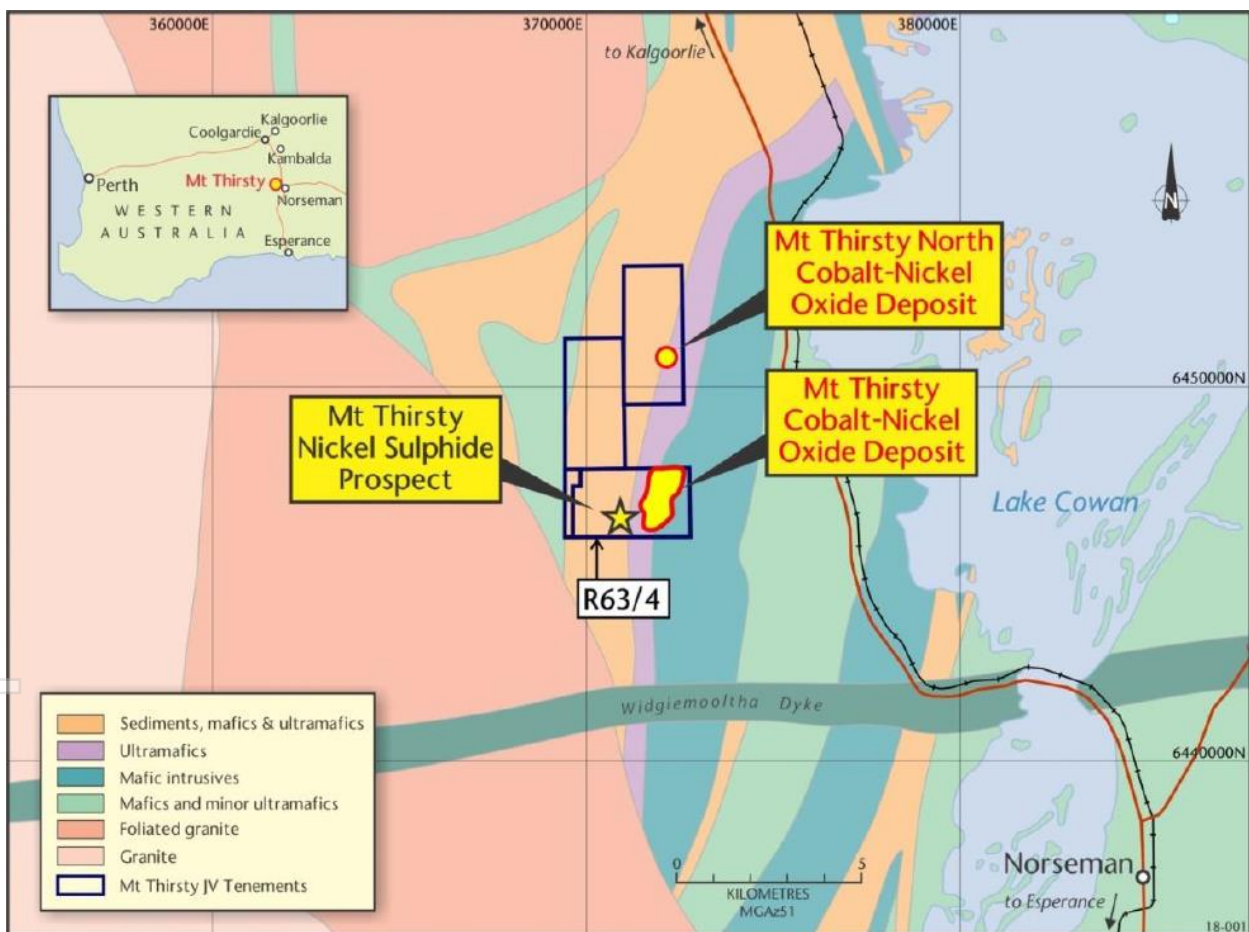 360000E
370000E
380000E
to Kalgoorlie
Kalgoorlie
Coolgardie
Kambalda
Mt Thirsty
Perth
Norseman
WESTERN
AUSTRALIA
Esperance
N
Mt Thirsty North
Cobalt-Nickel
Oxide Deposit
6450000N
Mt Thirsty
Cobalt-Nickel
Oxide Deposit
Mt Thirsty
Nickel Sulphide
Prospect
Lake Cowan
R63/4
Widgiemooltha Dyke
6440000N
Sediments, mafics & ultramafics
Ultramafics
Mafic intrusives
Mafics and minor ultramafics
Foliated granite
Granite
Mt Thirsty JV Tenements
0 5
KILOMETRES
MGAz51
Norseman
to Esperance
18-001